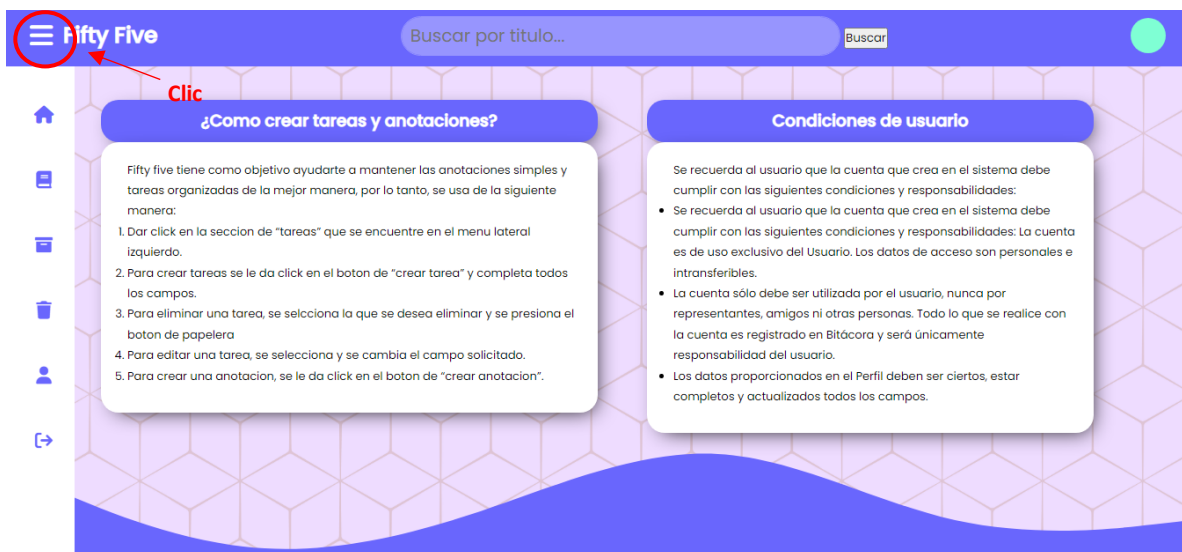 Fifty Five
Buscar por titulo...
Buscar
Clic
¿Como crear tareas y anotaciones?
Fifty five tiene como objetivo ayudarte a mantener las anotaciones simples y
tareas organizadas de la mejor manera, por lo tanto, se usa de la siguiente
manera:
1. Dar click en la seccion de “tareas” que se encuentre en el menu lateral
izquierdo.
2. Para crear tareas se le da click en el boton de “crear tarea” y completa todos
los campos.
3. Para eliminar una tarea, se selcciona la que se desea eliminar y se presiona el
boton de papelera
4. Para editar una tarea, se selecciona y se cambia el campo solicitado.
5. Para crear una anotacion, se le da click en el boton de “crear anotacion”.
Condiciones de usuario
Se recuerda al usuario que la cuenta que crea en el sistema debe
cumplir con las siguientes condiciones y responsabilidades:
• Se recuerda al usuario que la cuenta que crea en el sistema debe
cumplir con las siguientes condiciones y responsabilidades: La cuenta
es de uso exclusivo del Usuario. Los datos de acceso son personales e
intransferibles.
• La cuenta sólo debe ser utilizada por el usuario, nunca por
representantes, amigos ni otras personas. Todo lo que se realice con
la cuenta es registrado en Bitácora y será únicamente
responsabilidad del usuario.
• Los datos proporcionados en el Perfil deben ser ciertos, estar
completos y actualizados todos los campos.